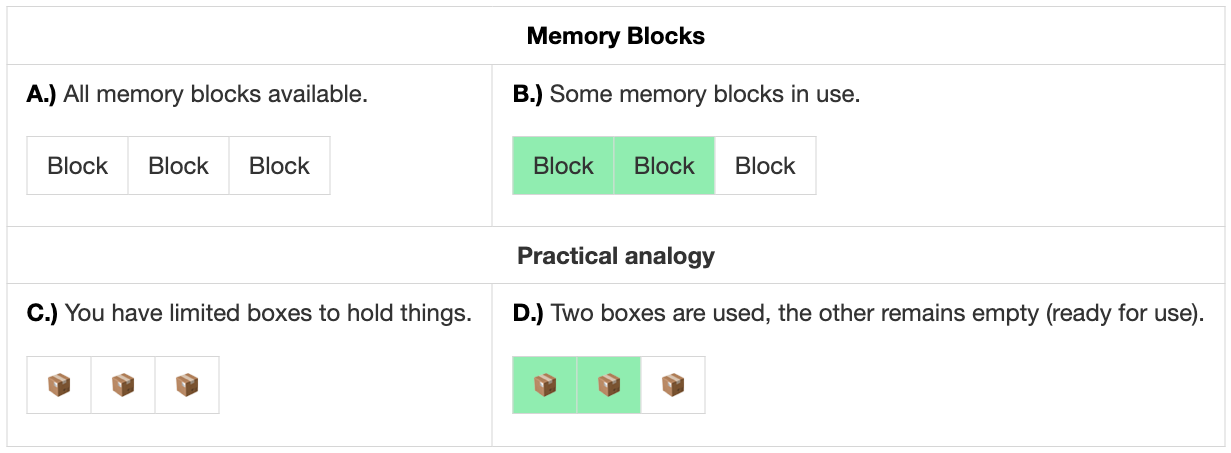 Memory Blocks
A.) All memory blocks available.
B.) Some memory blocks in use.
Block Block Block
Block Block Block
Practical analogy
C.) You have limited boxes to hold things.
D.) Two boxes are used, the other remains empty (ready for use).